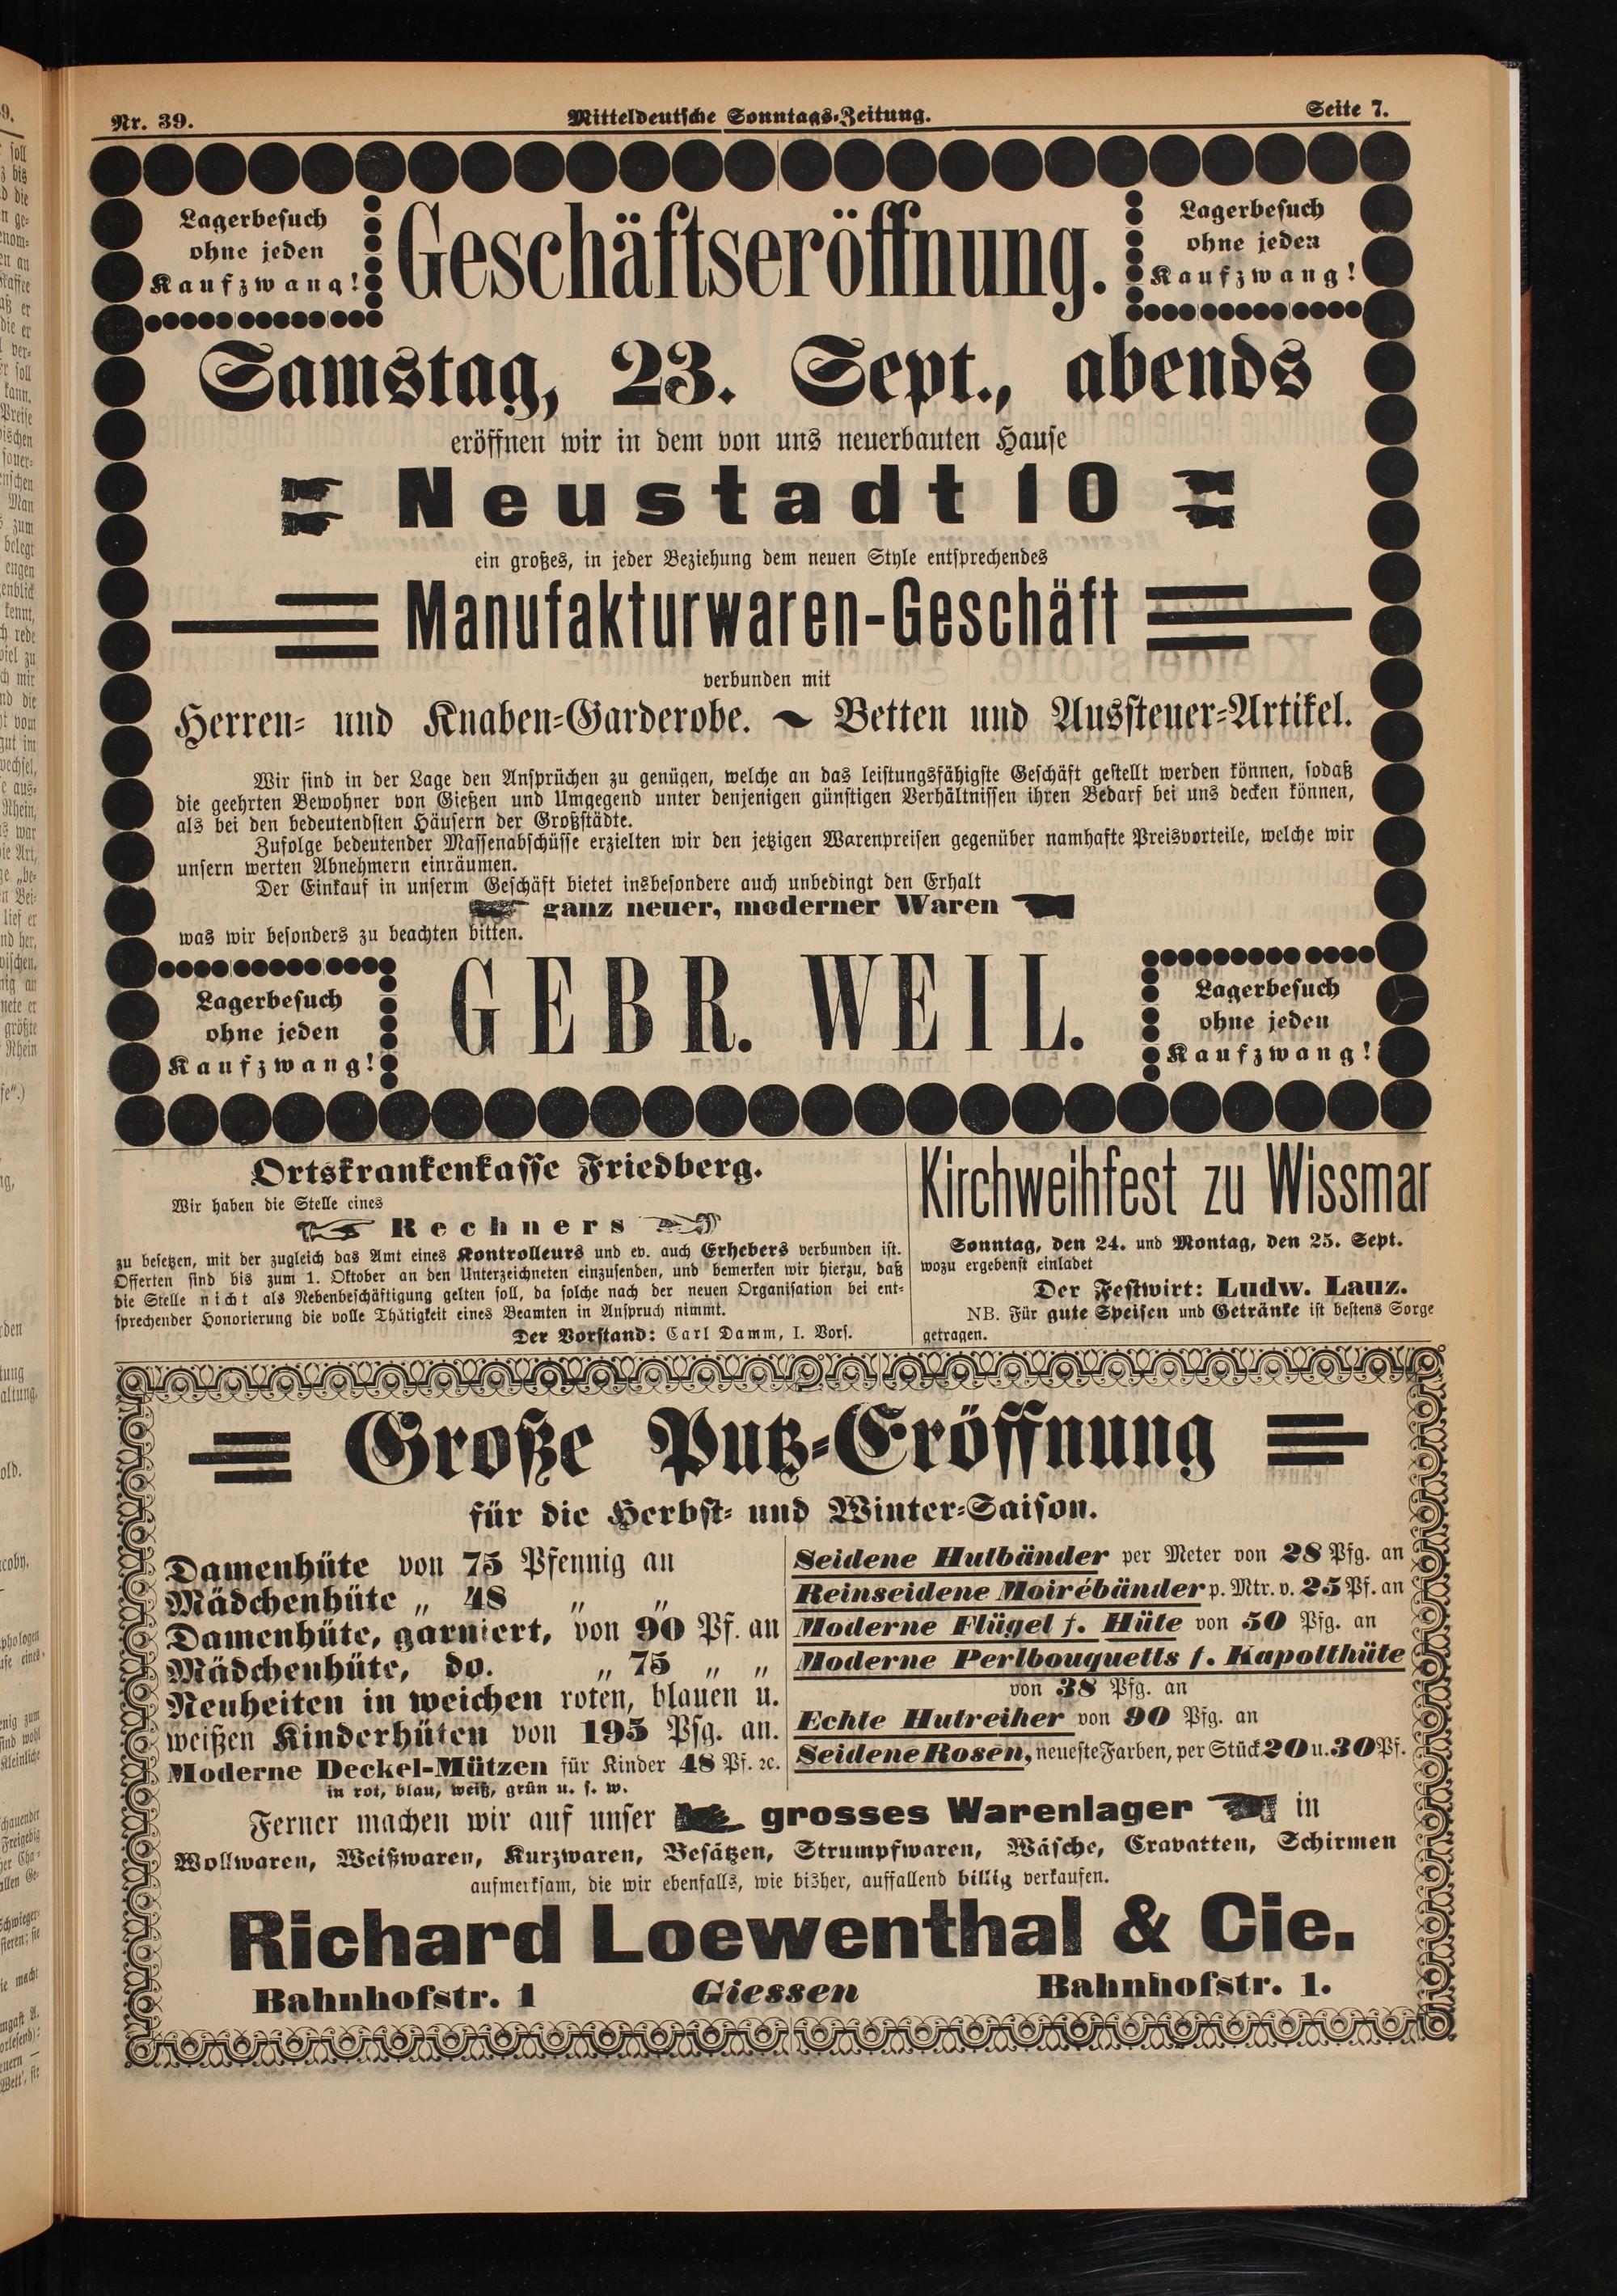 Nr. 39.
Mitteldeutsche Sonntags-Zeitung.
Seite 7.
Lagerbesuch
ohne jeden
Kaufzwang!
Geschäftseröffnung.
Lagerbesuch
ohne jeden
Kaufzwang!
Samstag, 23. Sept., abends
eröffnen wir in dem von uns neuerbauten Hause
Neustadt 10
ein großes, in jeder Beziehung dem neuen Style entsprechendes
Manufakturwaren-Geschäft
verbunden mit
Herren- und Knaben-Garderobe. ~ Betten und Aussteuer-Artikel.
Wir sind in der Lage den Ansprüchen zu genügen, welche an das leistungsfähigste Geschäft gestellt werden können, sodaß
die geehrten Bewohner von Gießen und Umgegend unter denjenigen günstigen Verhältnissen ihren Bedarf bei uns decken können,
als bei den bedeutendsten Häusern der Großstädte.
Zufolge bedeutender Massenabschüsse erzielten wir den jetzigen Warenpreisen gegenüber namhafte Preisvorteile, welche wir
unsern werten Abnehmern einräumen.
Der Einkauf in unserm Geschäft bietet insbesondere auch unbedingt den Erhalt
ganz neuer, moderner Waren
was wir besonders zu beachten bitten.
Lagerbesuch
ohne jeden
Kaufzwang!
GEBR. WEIL.
Lagerbesuch
ohne jeden
Kaufzwang!
Ortskrankenkasse Friedberg.
Wir haben die Stelle eines
Rechners
zu besetzen, mit der zugleich das Amt eines Kontrolleurs und ev. auch Erhebers verbunden ist.
Offerten sind bis zum 1. Oktober an den Unterzeichneten einzusenden, und bemerken wir hierzu, daß
die Stelle nicht als Nebenbeschäftigung gelten soll, da solche nach der neuen Organisation bei ent-
sprechender Honorierung die volle Thätigkeit eines Beamten in Anspruch nimmt.
Der Vorstand: Carl Damm, I. Vors.
Kirchweihfest zu Wissmar
Sonntag, den 24. und Montag, den 25. Sept.
wozu ergebenst einladet
Der Festwirt: Ludw. Lauz.
NB. Für gute Speisen und Getränke ist bestens Sorge
getragen.
Große Putz-Eröffnung
für die Herbst- und Winter-Saison.
Damenhüte von 75 Pfennig an
Mädchenhüte „ 48 „ „
Damenhüte, garniert, von 90 Pf. an
Mädchenhüte, do. „ 75 „ „
Neuheiten in weichen roten, blauen u.
weißen Kinderhüten von 195 Pfg. an.
Moderne Deckel-Mützen für Kinder 48 Pf. ꝛc.
in rot, blau, weiß, grün u. s. w.
Seidene Hutbänder per Meter von 28 Pfg. an
Reinseidene Moirébänder p. Mtr. v. 25 Pf. an
Moderne Flügel f. Hüte von 50 Pfg. an
Moderne Perlbouquetts f. Kapotthüte
von 38 Pfg. an
Echte Hutreiher von 90 Pfg. an
Seidene Rosen, neueste Farben, per Stück 20 u. 30 Pf.
Ferner machen wir auf unser grosses Warenlager in
Wollwaren, Weißwaren, Kurzwaren, Besätzen, Strumpfwaren, Wäsche, Cravatten, Schirmen
aufmerksam, die wir ebenfalls, wie bisher, auffallend billig verkaufen.
Richard Loewenthal & Cie.
Bahnhofstr. 1 Giessen Bahnhofstr. 1.